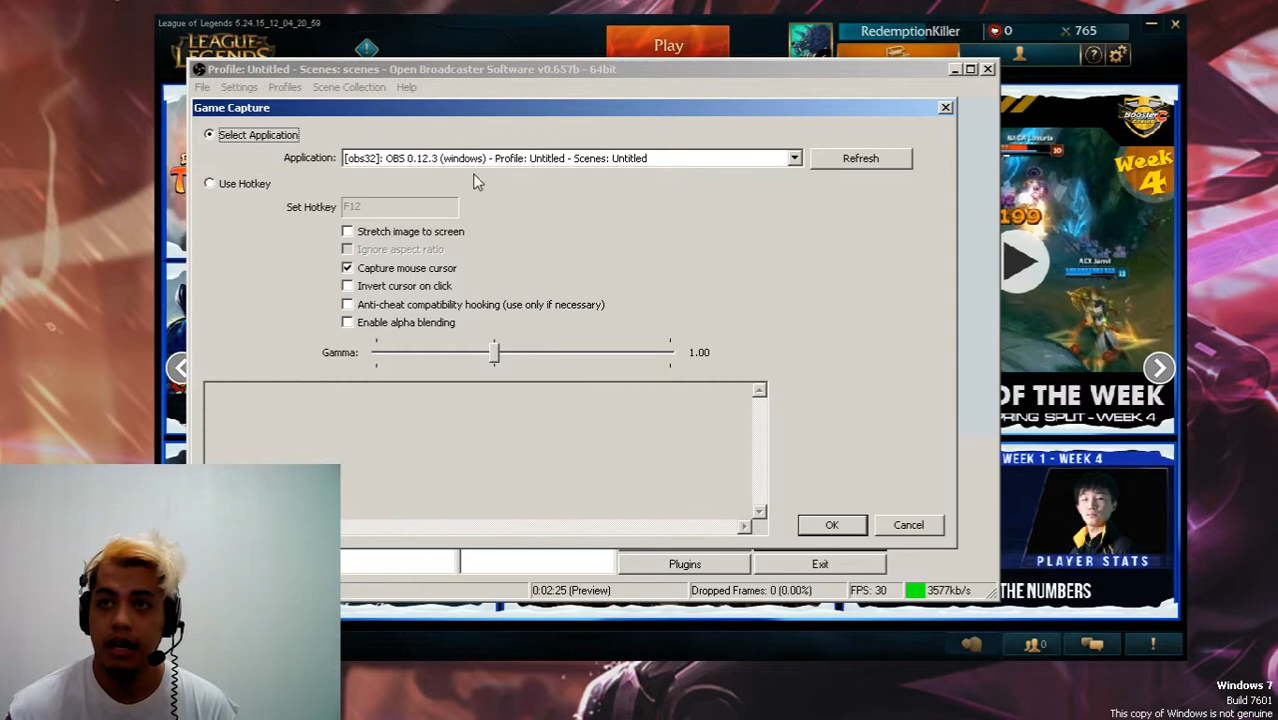 League of Legends 5.24.15_12_04_20_59
LEAGUE OF
LEGENDS
Play
RedemptionKiller
0
765
Profile: Untitled - Scenes: scenes - Open Broadcaster Software v0.657b - 64bit
File Settings Profiles Scene Collection Help
Game Capture
Select Application
Application:
[obs32]: OBS 0.12.3 (windows) - Profile: Untitled - Scenes: Untitled
Refresh
Use Hotkey
Set Hotkey
F12
Stretch image to screen
Ignore aspect ratio
Capture mouse cursor
Invert cursor on click
Anti-cheat compatibility hooking (use only if necessary)
Enable alpha blending
Gamma:
1.00
OK
Cancel
Plugins
Exit
0:02:25 (Preview)
Dropped Frames: 0 (0.00%)
FPS: 30
3577kb/s
Week
4
199
OF THE WEEK
SPRING SPLIT - WEEK 4
WEEK 1 - WEEK 4
PLAYER STATS
THE NUMBERS
0
Windows 7
Build 7601
This copy of Windows is not genuine